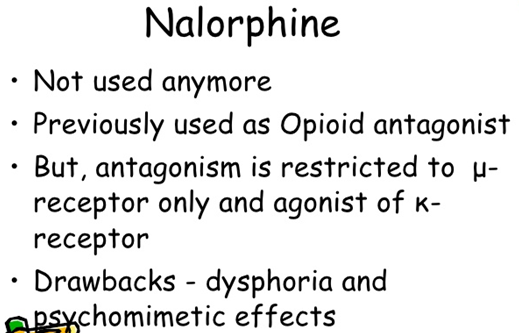 Nalorphine
• Not used anymore
• Previously used as Opioid antagonist
• But, antagonism is restricted to μ-
receptor only and agonist of κ-
receptor
• Drawbacks - dysphoria and
psychomimetic effects